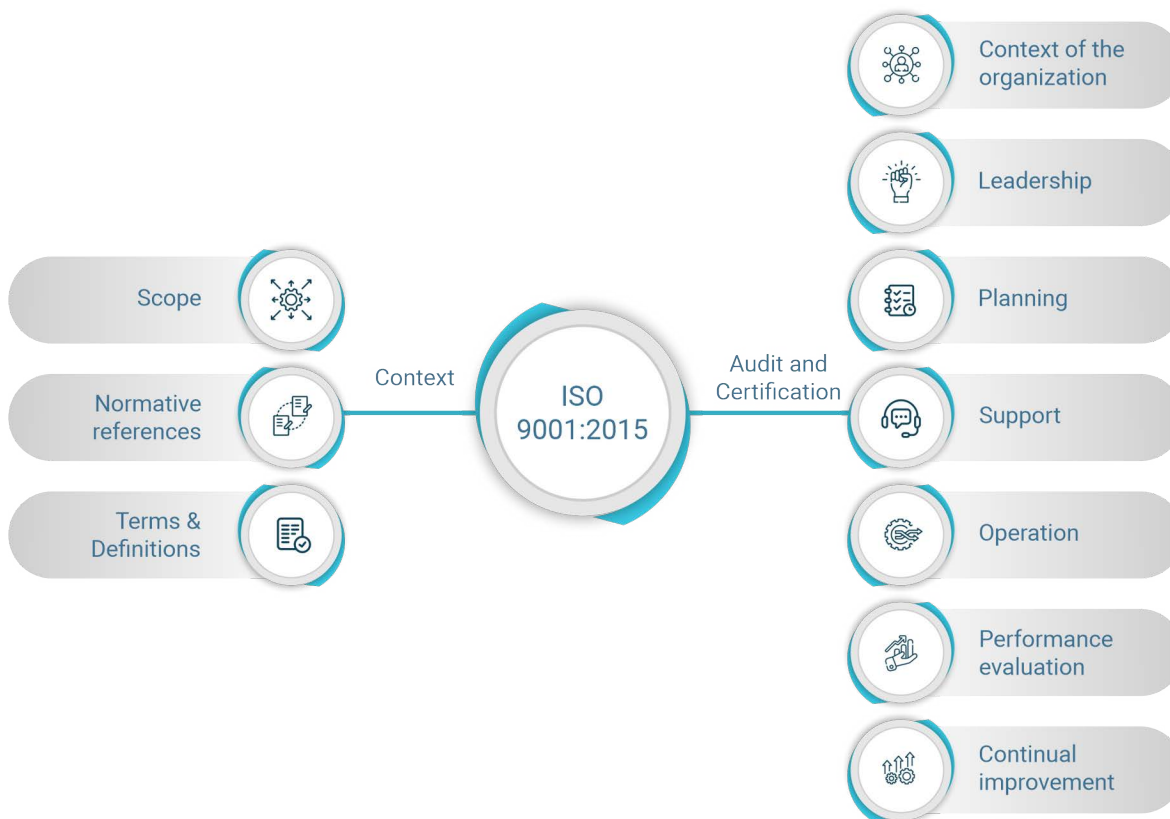 Scope
Normative
references
Terms &
Definitions
Context
ISO
9001:2015
Audit and
Certification
Context of the
organization
Leadership
Planning
Support
Operation
Performance
evaluation
Continual
improvement